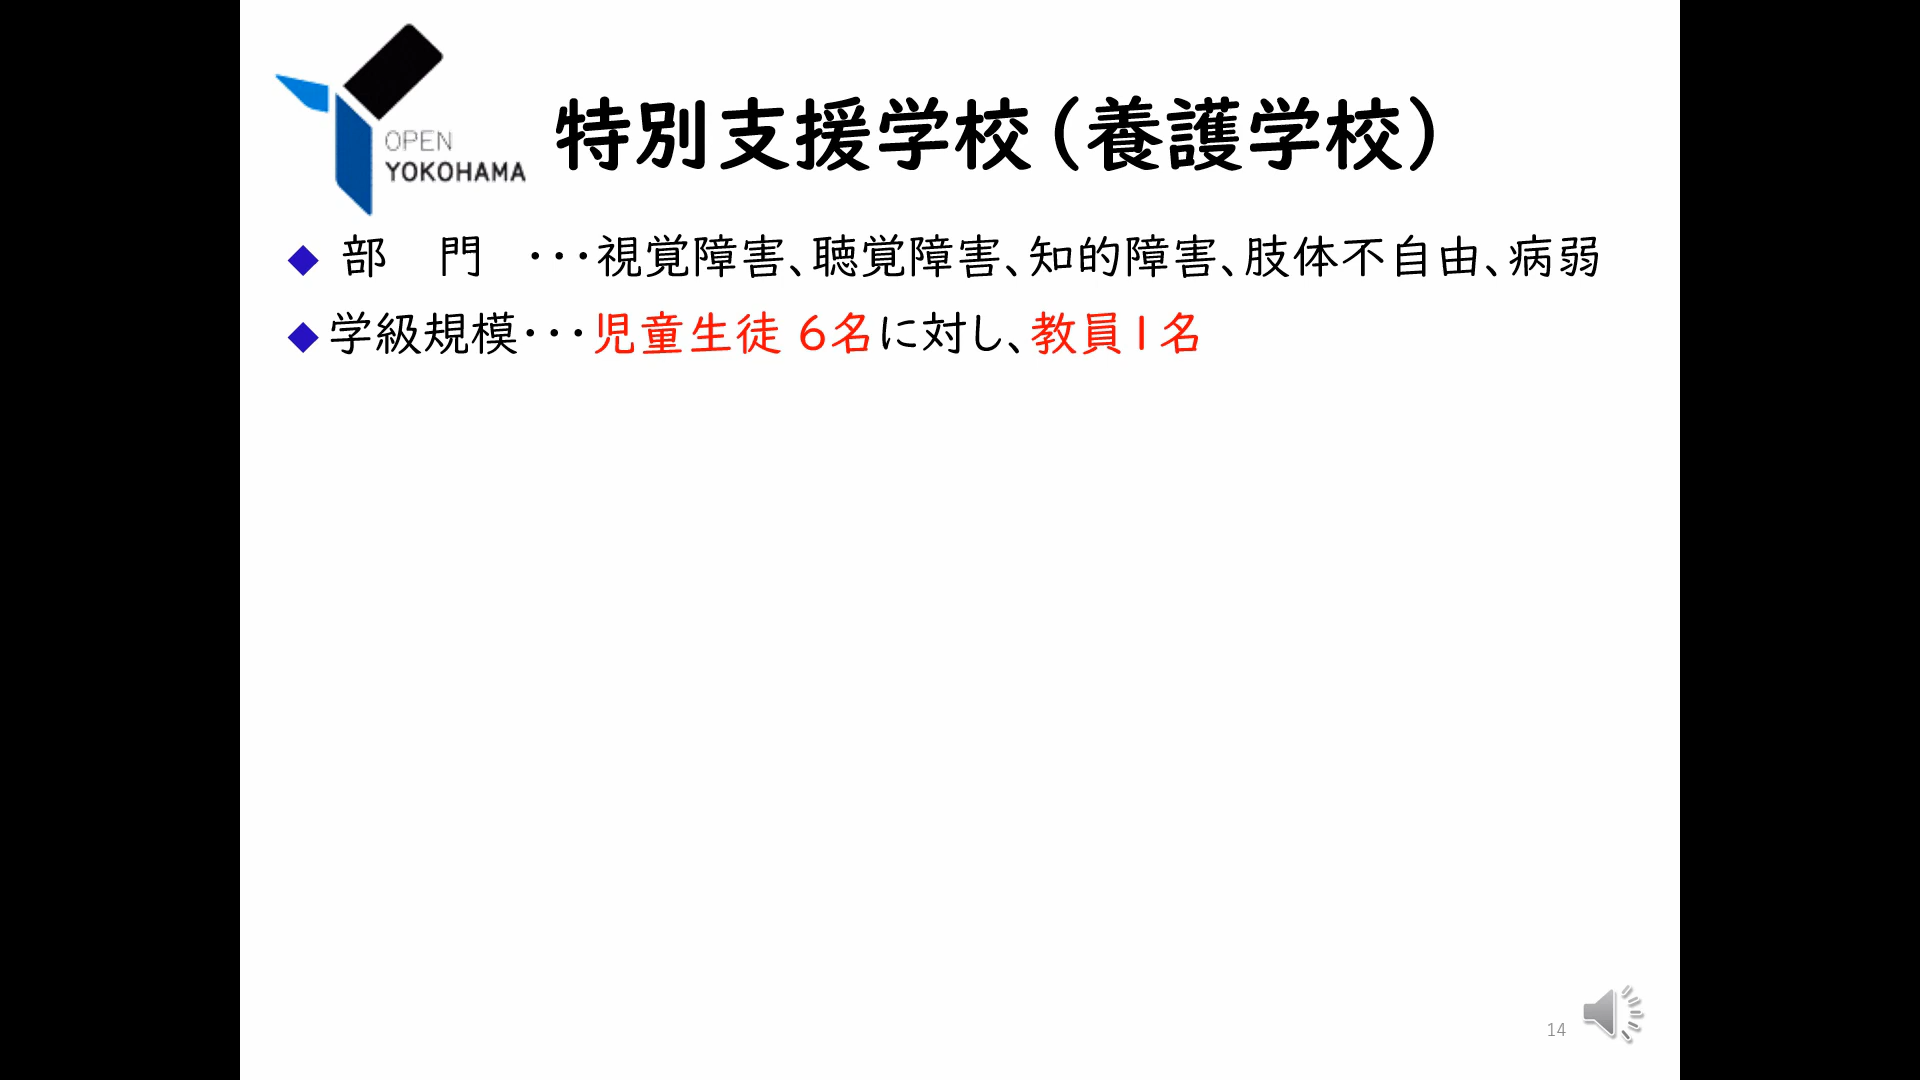 OPEN
YOKOHAMA
特別支援学校(養護学校)
◆ 部　門　･･･視覚障害、聴覚障害、知的障害、肢体不自由、病弱
◆学級規模･･･児童生徒 6名に対し、教員1名
14